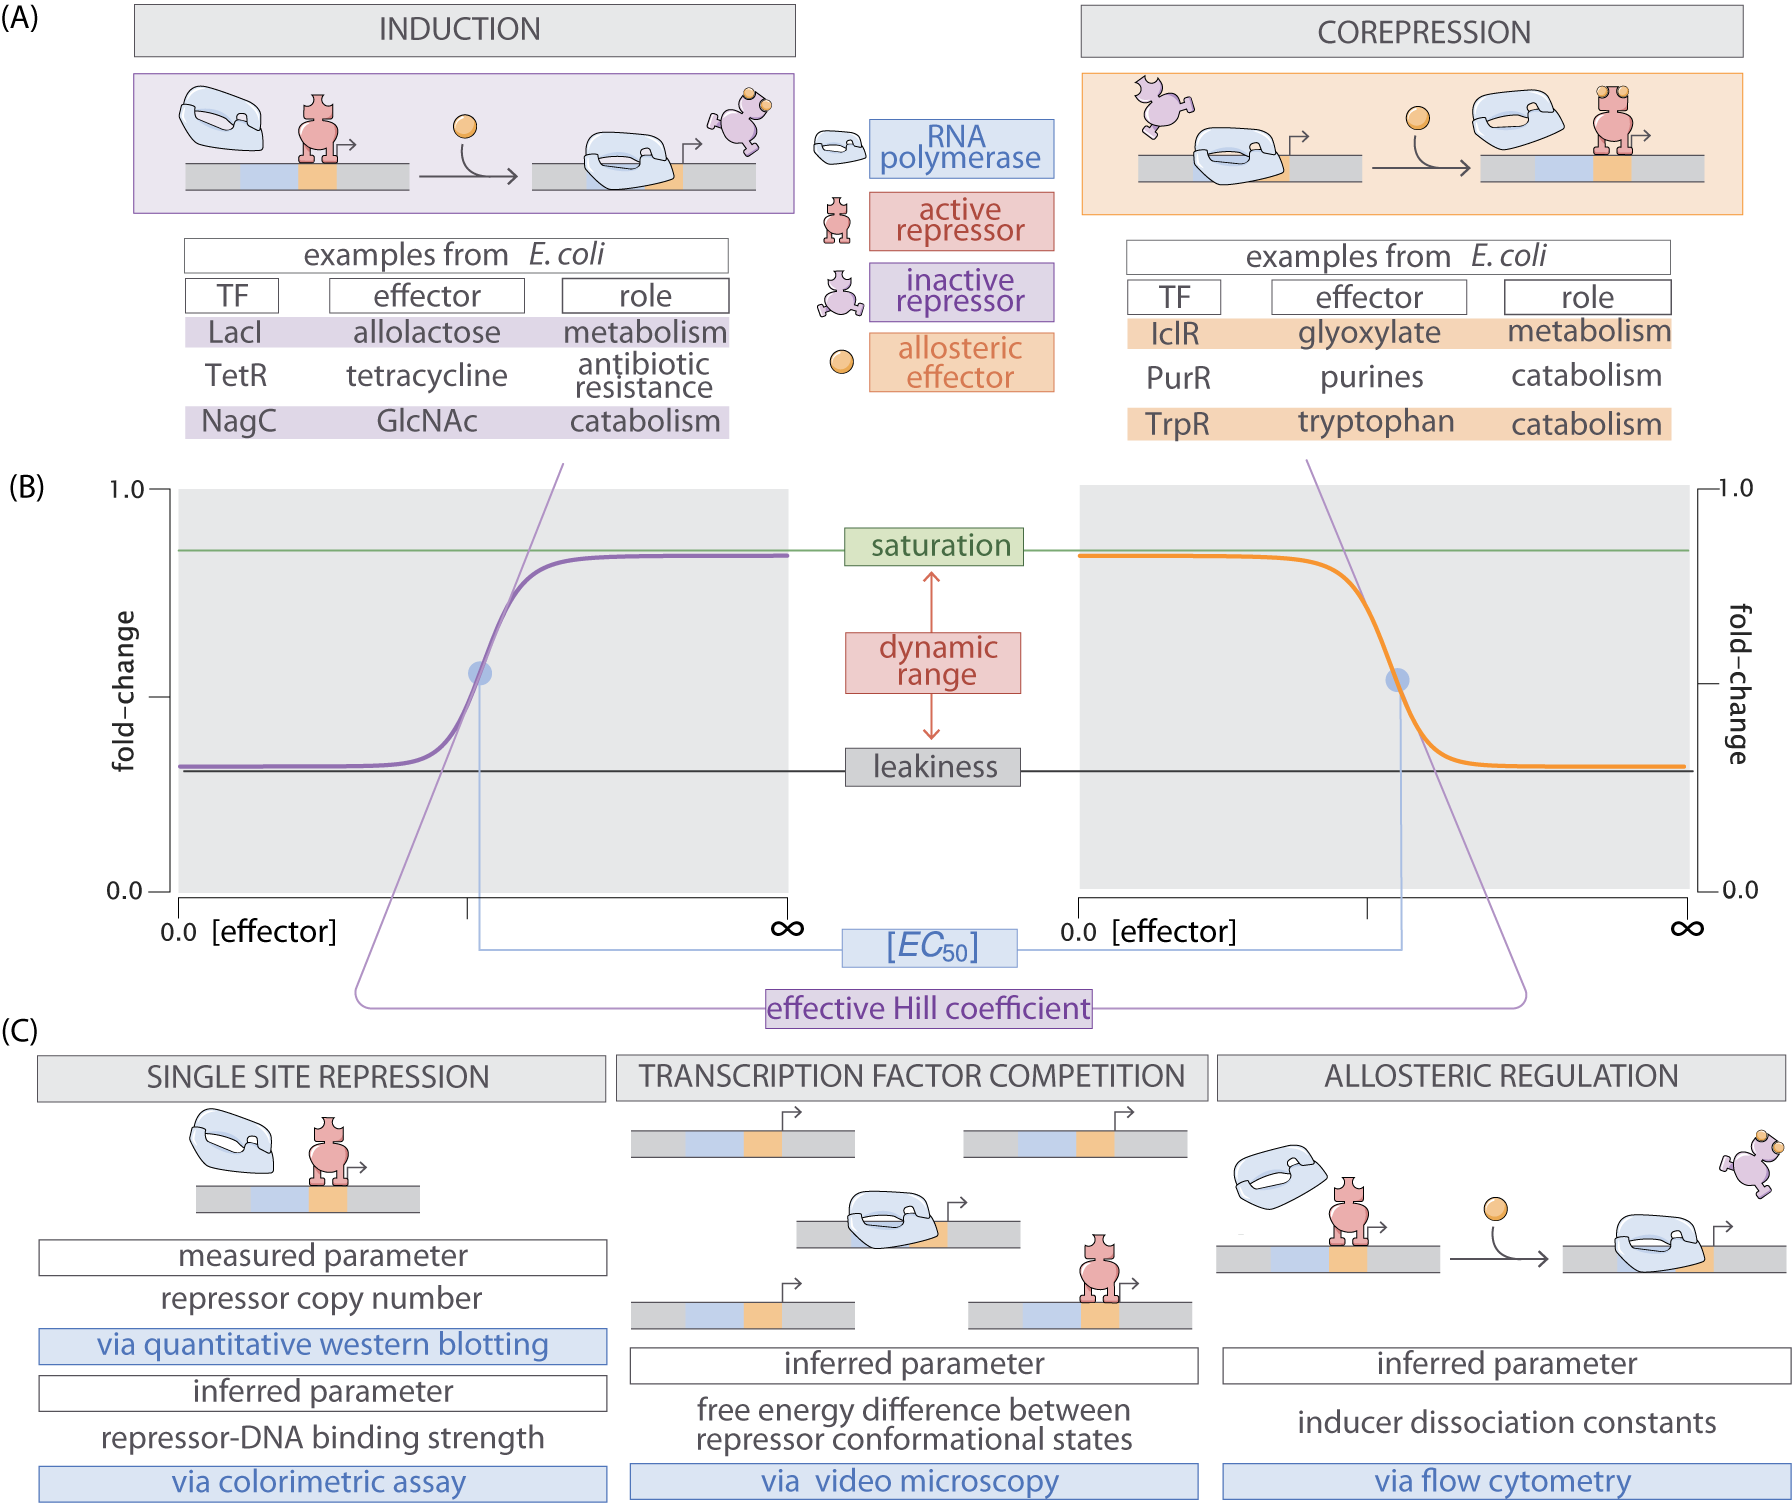 (A)
INDUCTION
COREPRESSION
RNA
polymerase
active
repressor
inactive
repressor
allosteric
effector
examples from E. coli
TF effector role
LacI allolactose metabolism
TetR tetracycline antibiotic
resistance
NagC GlcNAc catabolism
examples from E. coli
TF effector role
IclR glyoxylate metabolism
PurR purines catabolism
TrpR tryptophan catabolism
(B)
1.0
fold-change
0.0
0.0 [effector] ∞
saturation
dynamic
range
leakiness
[EC50]
effective Hill coefficient
1.0
fold-change
0.0
0.0 [effector] ∞
(C)
SINGLE SITE REPRESSION
measured parameter
repressor copy number
via quantitative western blotting
inferred parameter
repressor-DNA binding strength
via colorimetric assay
TRANSCRIPTION FACTOR COMPETITION
inferred parameter
free energy difference between
repressor conformational states
via video microscopy
ALLOSTERIC REGULATION
inferred parameter
inducer dissociation constants
via flow cytometry